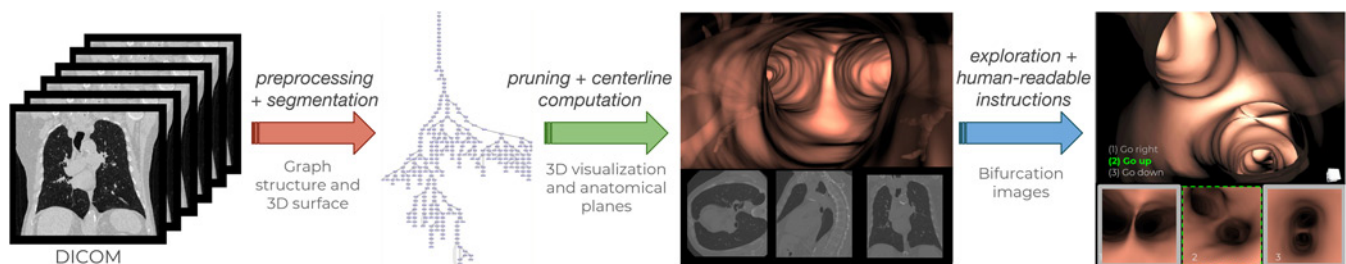 DICOM
preprocessing
+ segmentation
Graph
structure and
3D surface
pruning + centerline
computation
3D visualization
and anatomical
planes
exploration +
human-readable
instructions
Bifurcation
images
(1) Go right
(2) Go up
(3) Go down
2
3